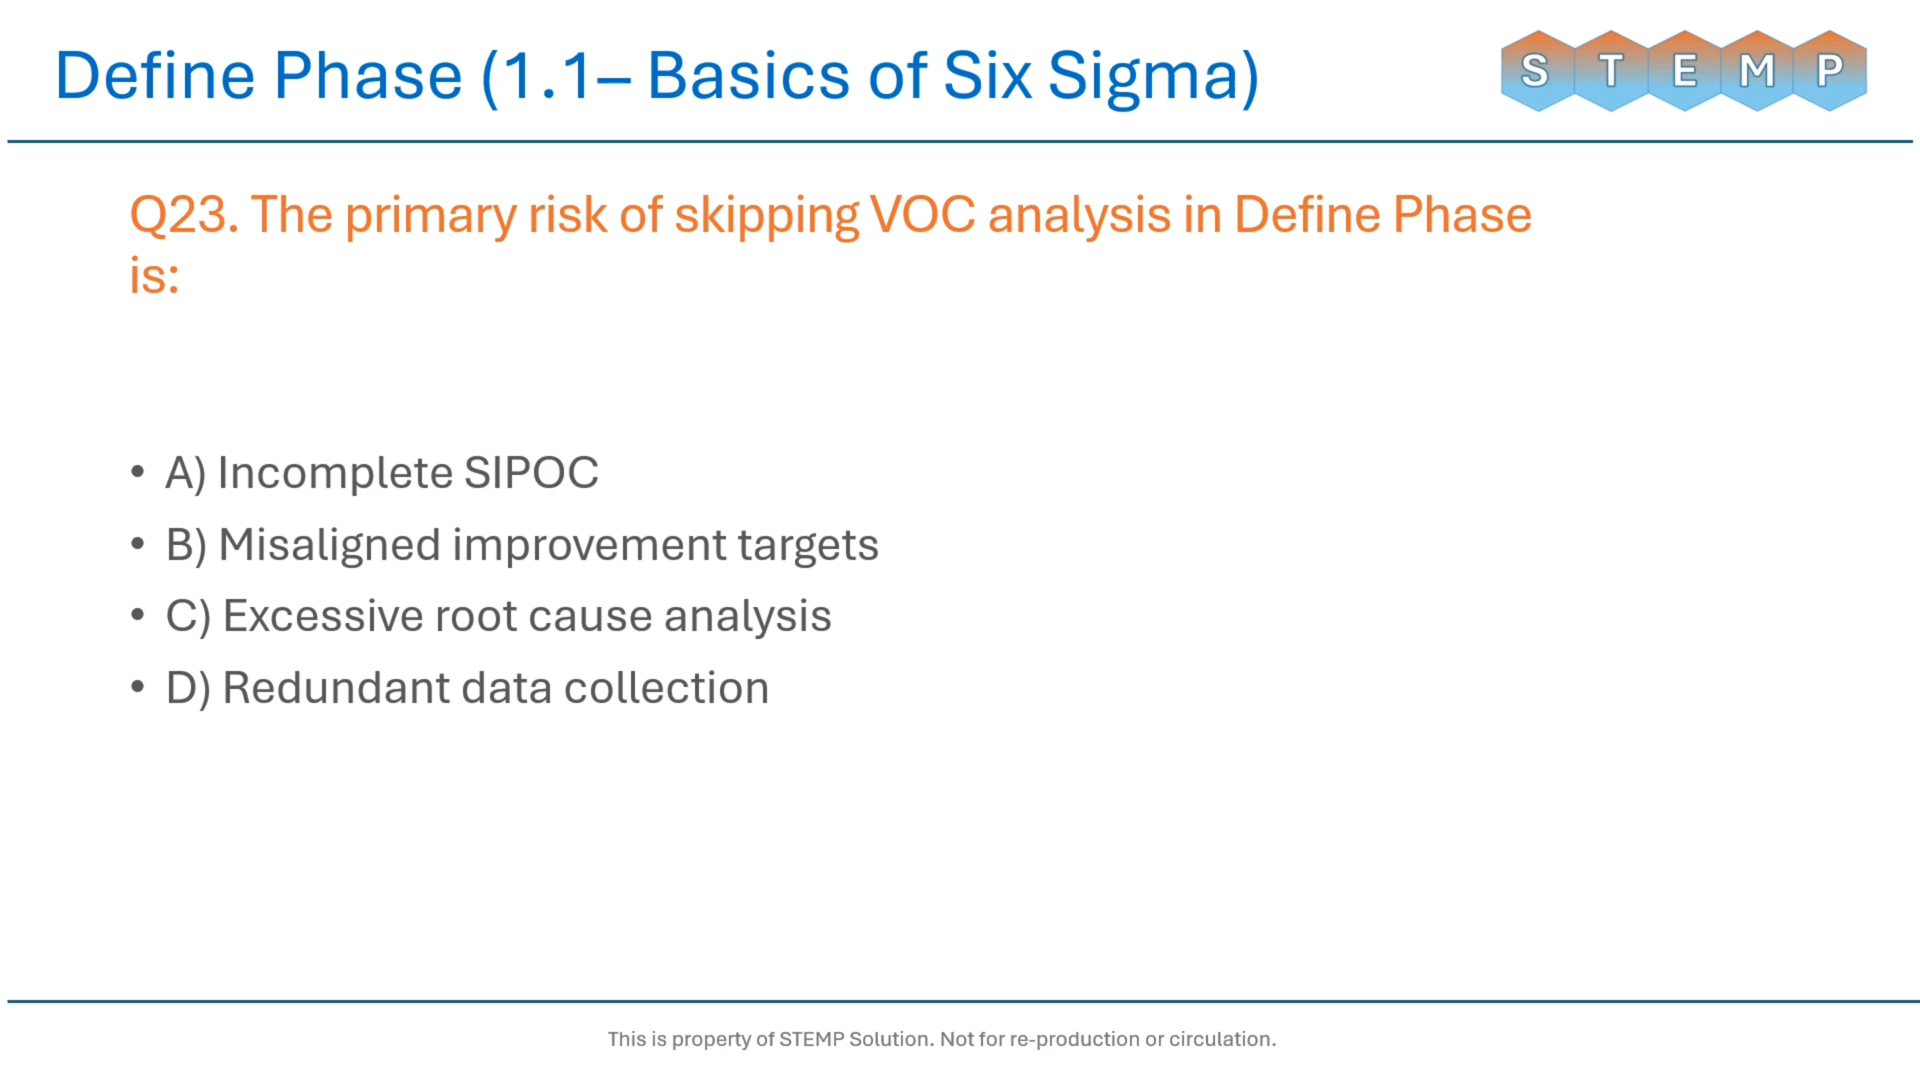 Define Phase (1.1– Basics of Six Sigma)
S T E M P
Q23. The primary risk of skipping VOC analysis in Define Phase
is:
• A) Incomplete SIPOC
• B) Misaligned improvement targets
• C) Excessive root cause analysis
• D) Redundant data collection
This is property of STEMP Solution. Not for re-production or circulation.